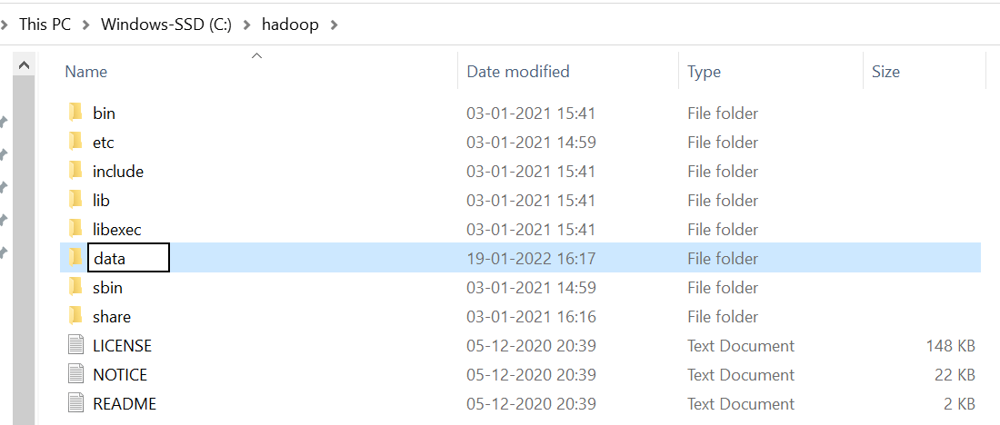 This PC > Windows-SSD (C:) > hadoop >
Name Date modified Type Size
bin 03-01-2021 15:41 File folder
etc 03-01-2021 14:59 File folder
include 03-01-2021 15:41 File folder
lib 03-01-2021 15:41 File folder
libexec 03-01-2021 15:41 File folder
data 19-01-2022 16:17 File folder
sbin 03-01-2021 14:59 File folder
share 03-01-2021 16:16 File folder
LICENSE 05-12-2020 20:39 Text Document 148 KB
NOTICE 05-12-2020 20:39 Text Document 22 KB
README 05-12-2020 20:39 Text Document 2 KB